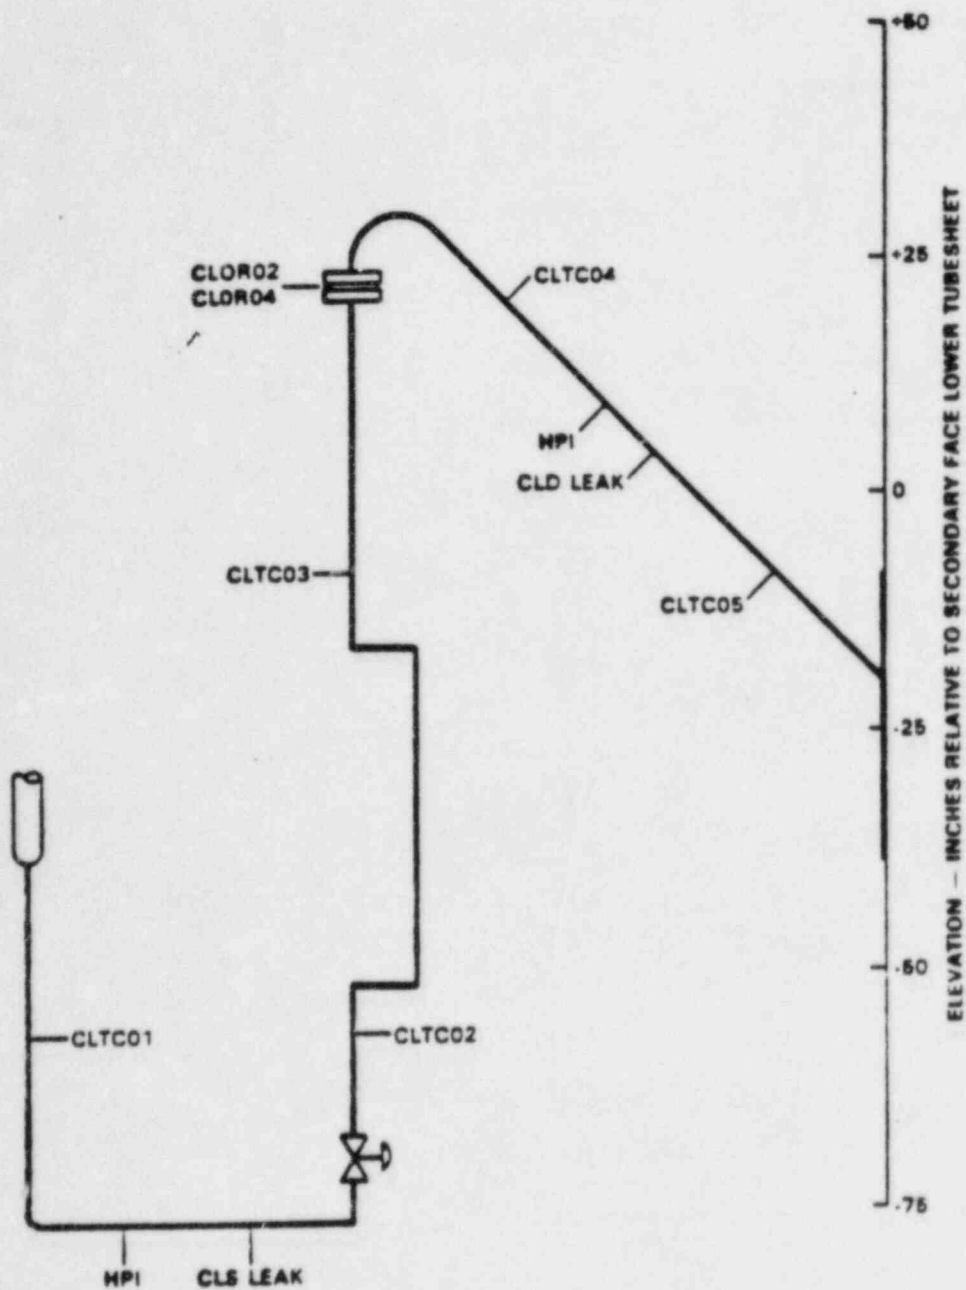 +50
CLOR02
CLOR04
+25
CLTC04
HPI
CLD LEAK
0
CLTC03
CLTC05
-25
-50
CLTC01
CLTC02
-75
HPI
CLS LEAK
ELEVATION — INCHES RELATIVE TO SECONDARY FACE LOWER TUBESHEET